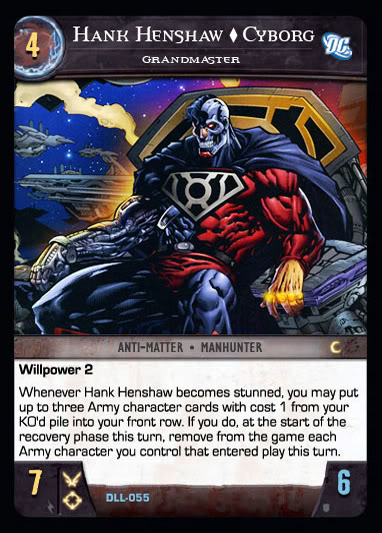 4
Hank Henshaw ♦ Cyborg
Grandmaster
DC
ANTI-MATTER • MANHUNTER
Willpower 2
Whenever Hank Henshaw becomes stunned, you may put
up to three Army character cards with cost 1 from your
KO'd pile into your front row. If you do, at the start of the
recovery phase this turn, remove from the game each
Army character you control that entered play this turn.
7
DLL-055
6